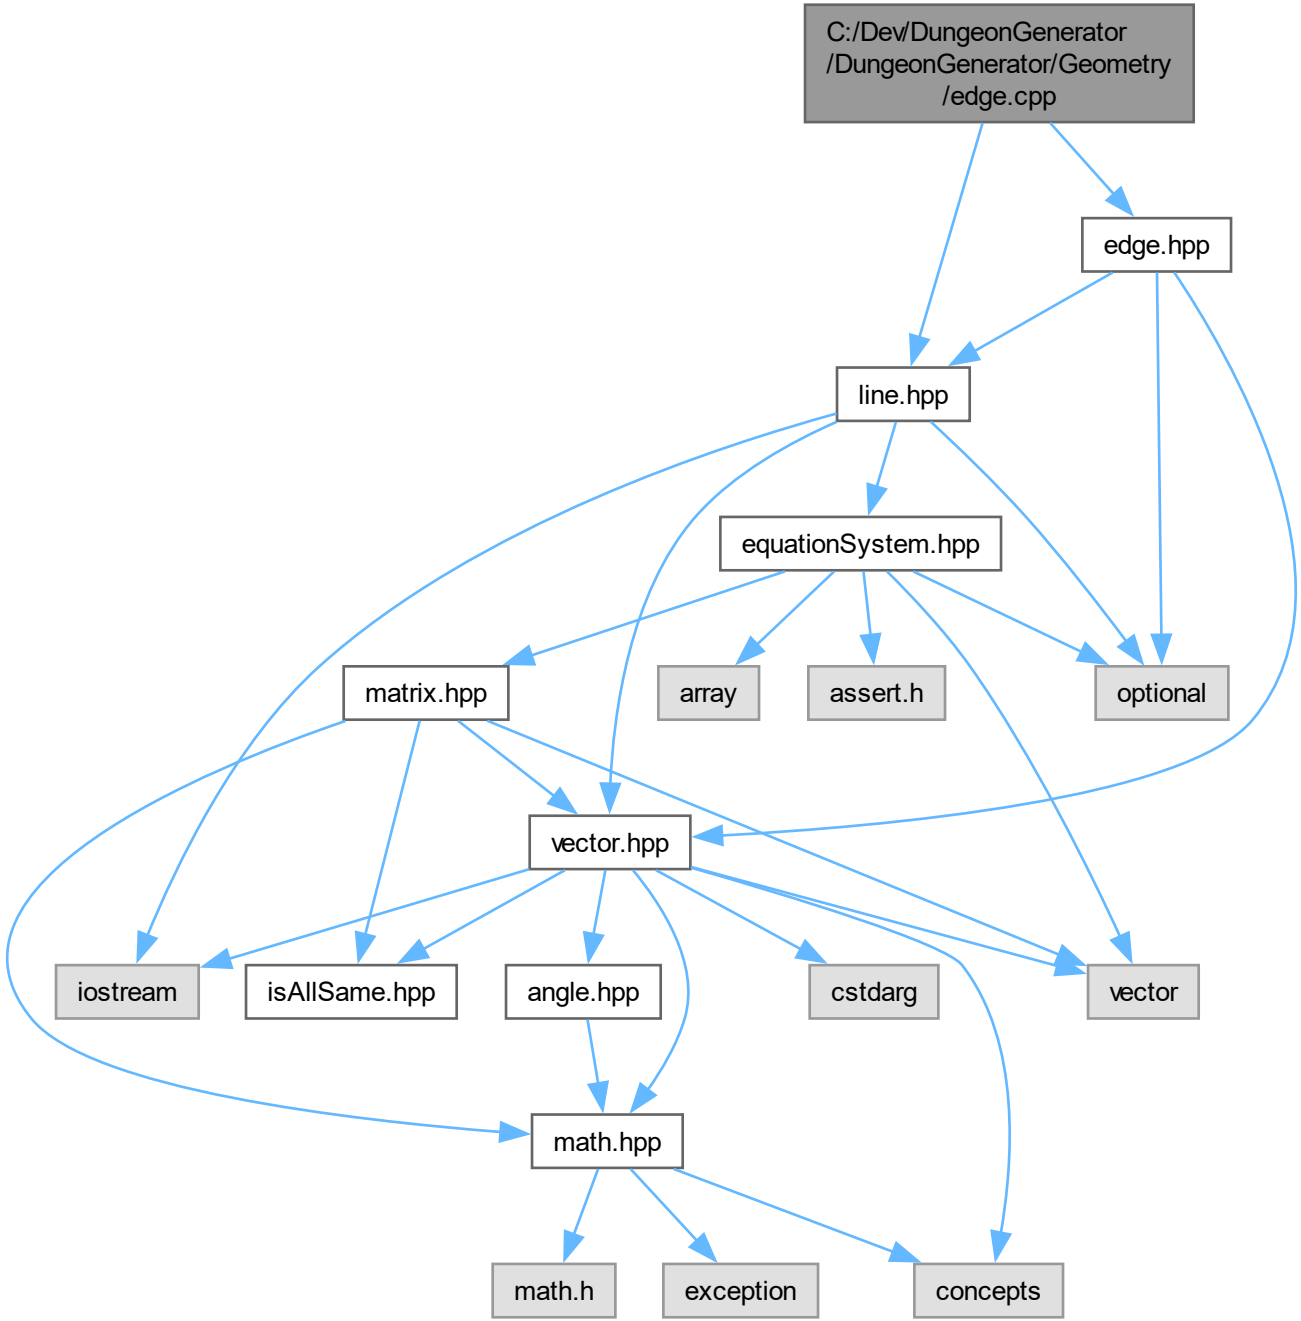 C:/Dev/DungeonGenerator
/DungeonGenerator/Geometry
/edge.cpp
edge.hpp
line.hpp
equationSystem.hpp
matrix.hpp
array
assert.h
optional
vector.hpp
iostream
isAllSame.hpp
angle.hpp
cstdarg
vector
math.hpp
math.h
exception
concepts